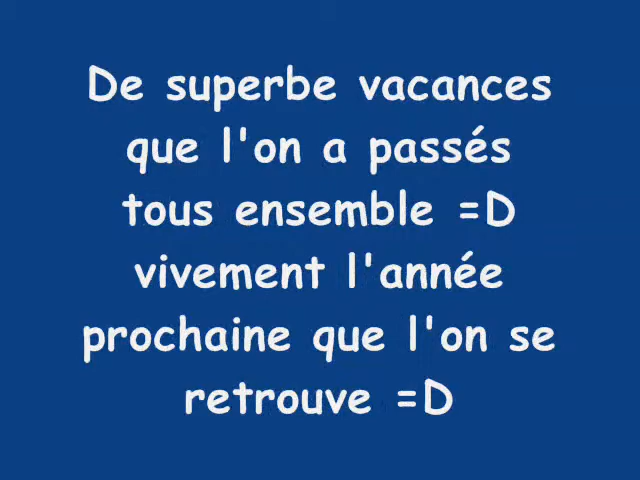 De superbe vacances
que l'on a passés
tous ensemble =D
vivement l'année
prochaine que l'on se
retrouve =D